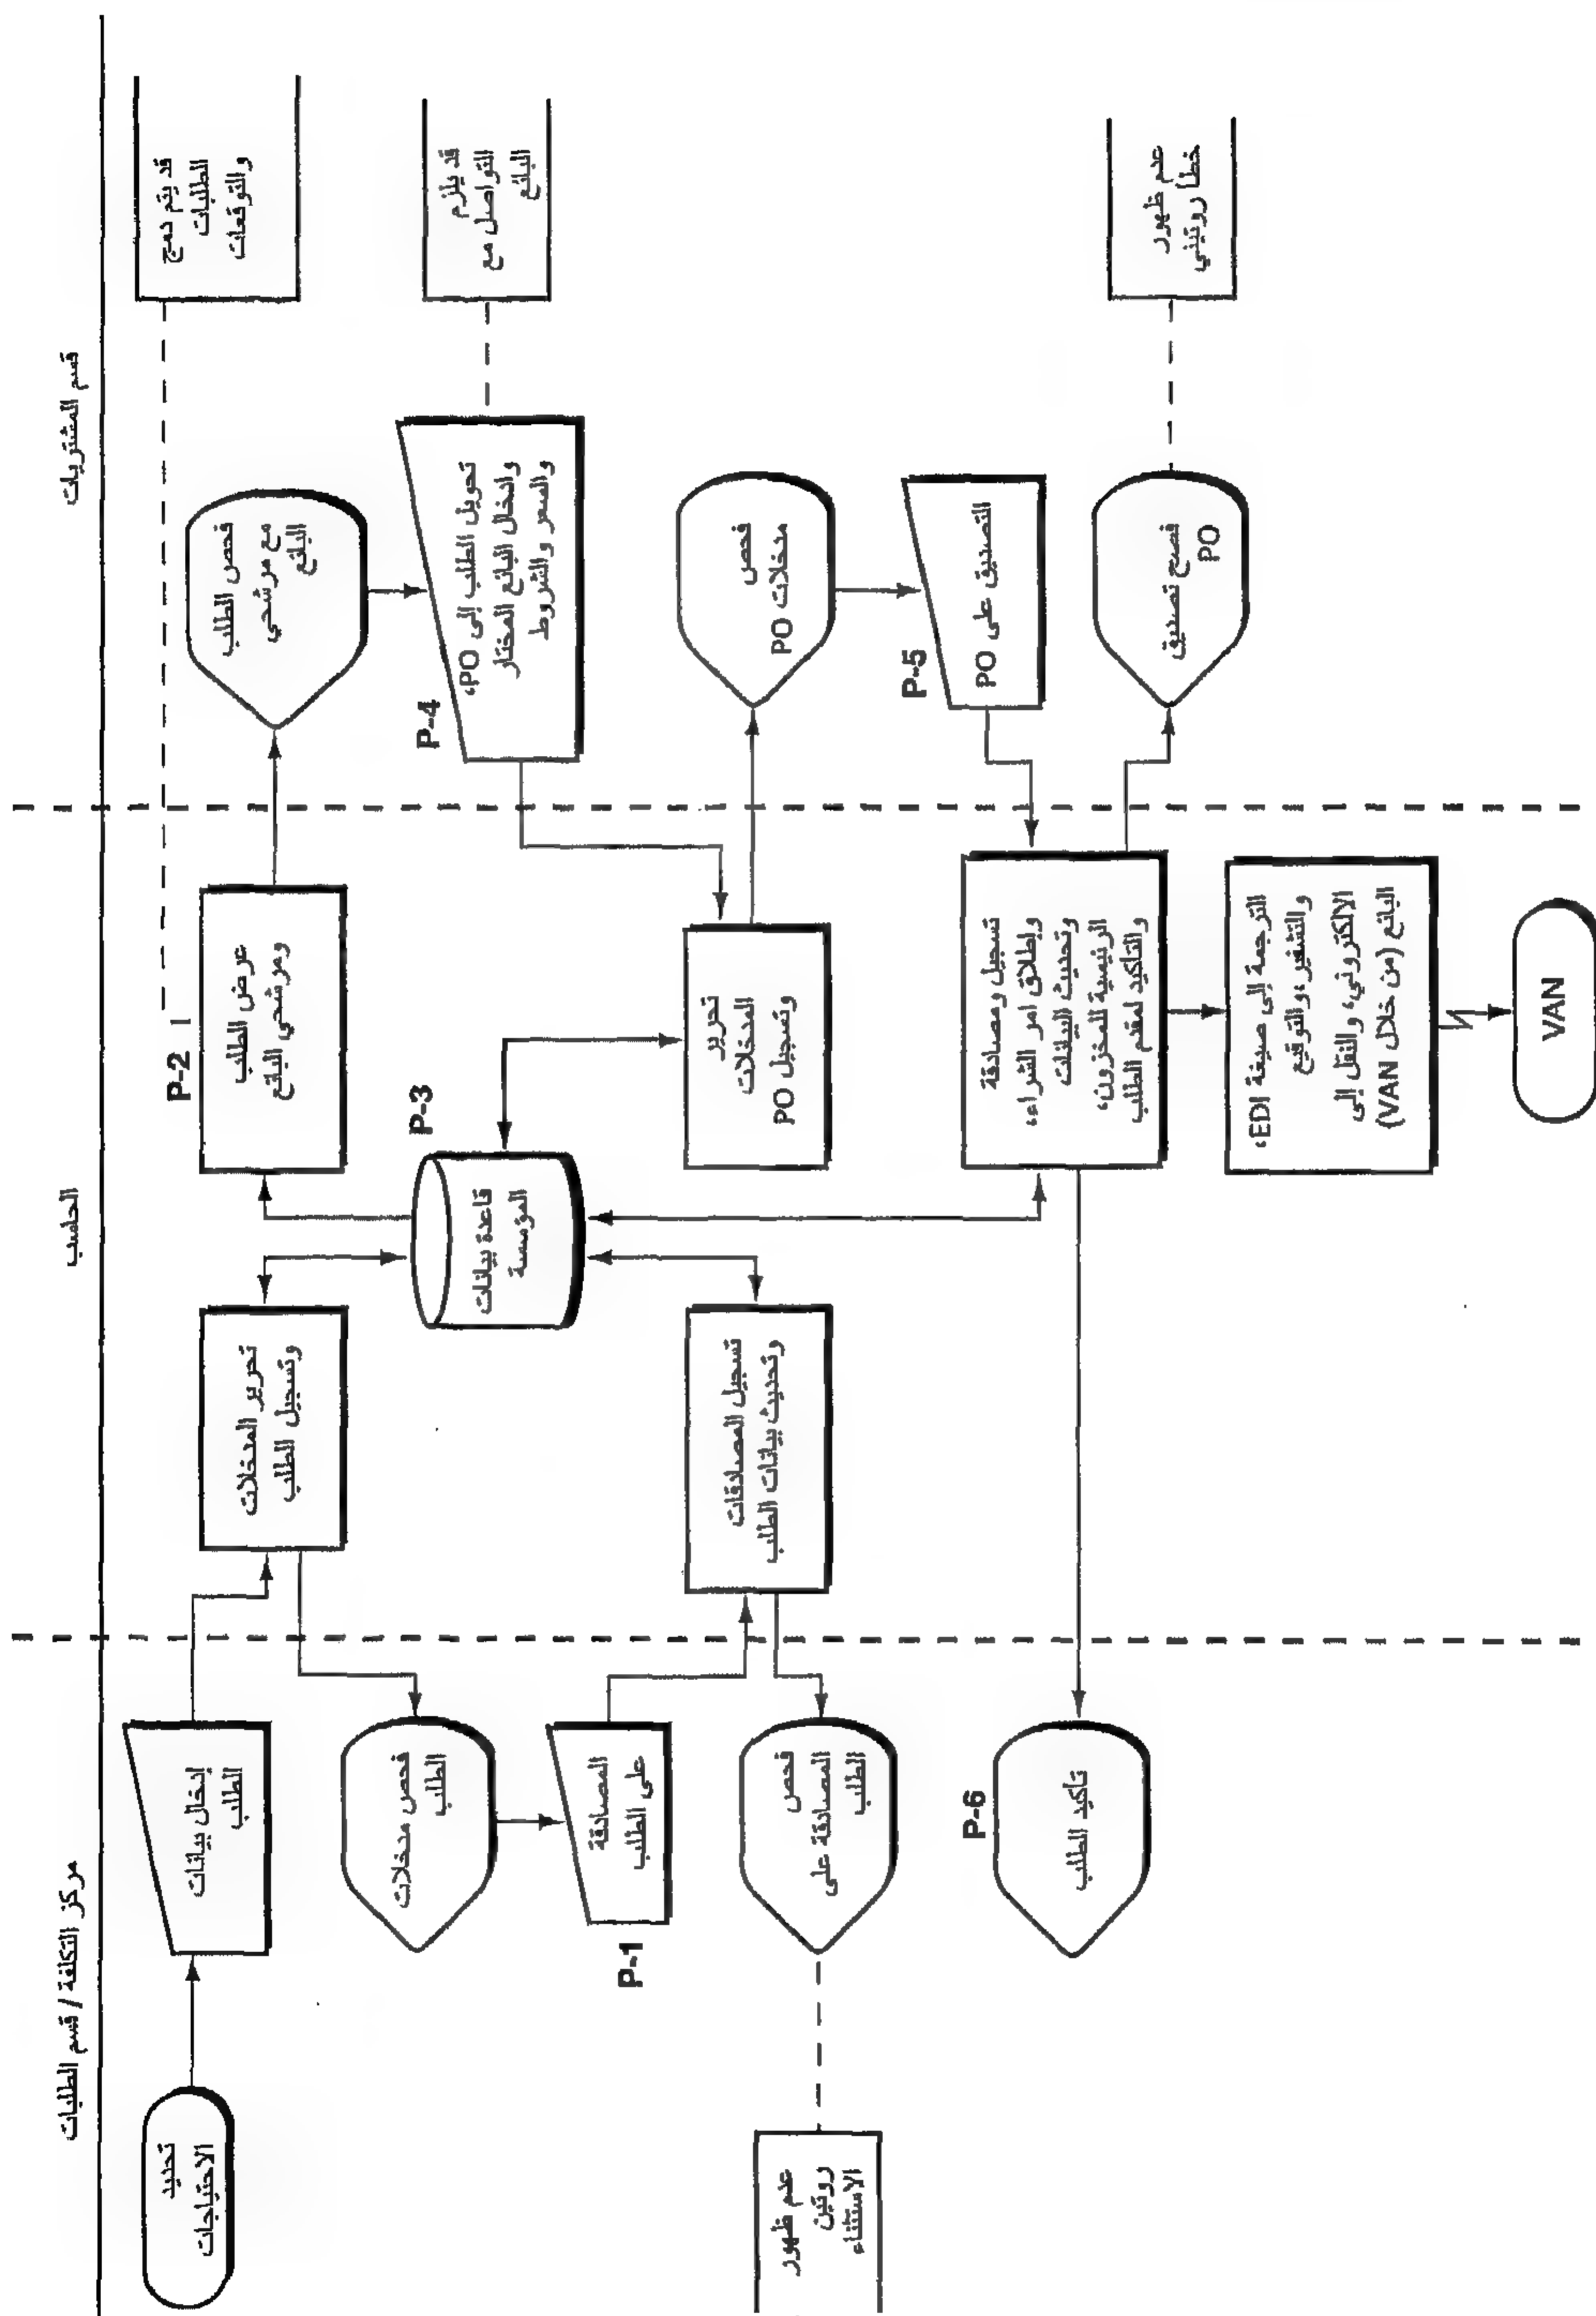 مركز التكلفة / قسم الطلبات
الحاسب
قسم المشتريات
تحديد
الاحتياجات
إدخال بيانات
الطلب
تحرير المدخلات
وتسجيل الطلب
فحص مدخلات
الطلب
P-1
المصادقة
على الطلب
تسجيل المصادقات
وتحديث بيانات الطلب
فحص
المصادقة على
الطلب
عدم ظهور
روتين
الاستثناء
P-3
قاعدة بيانات
المؤسسة
P-2
عرض الطلب
ومرشحي البائع
فحص الطلب
مع مرشحي
البائع
قد يتم دمج
الطلبات
والتوقعات
P-4
تحويل الطلب إلى PO،
وإدخال البائع المختار
والسعر والشروط
قد يلزم
التواصل مع
البائع
تحرير
المدخلات
وتسجيل PO
فحص
مدخلات PO
P-5
التصديق على PO
تسجيل ومصادقة
وإطلاق امر الشراء،
وتحديث البيانات
الرئيسية للمخزون،
والتأكيد لمقدم الطلب
فصح تصديق
PO
عدم ظهور
خطأ روتيني
P-6
تأكيد الطلب
الترجمة إلى صيغة EDI،
والتشفير، والتوقيع
الالكتروني، والنقل إلى
البائع (من خلال VAN)
VAN